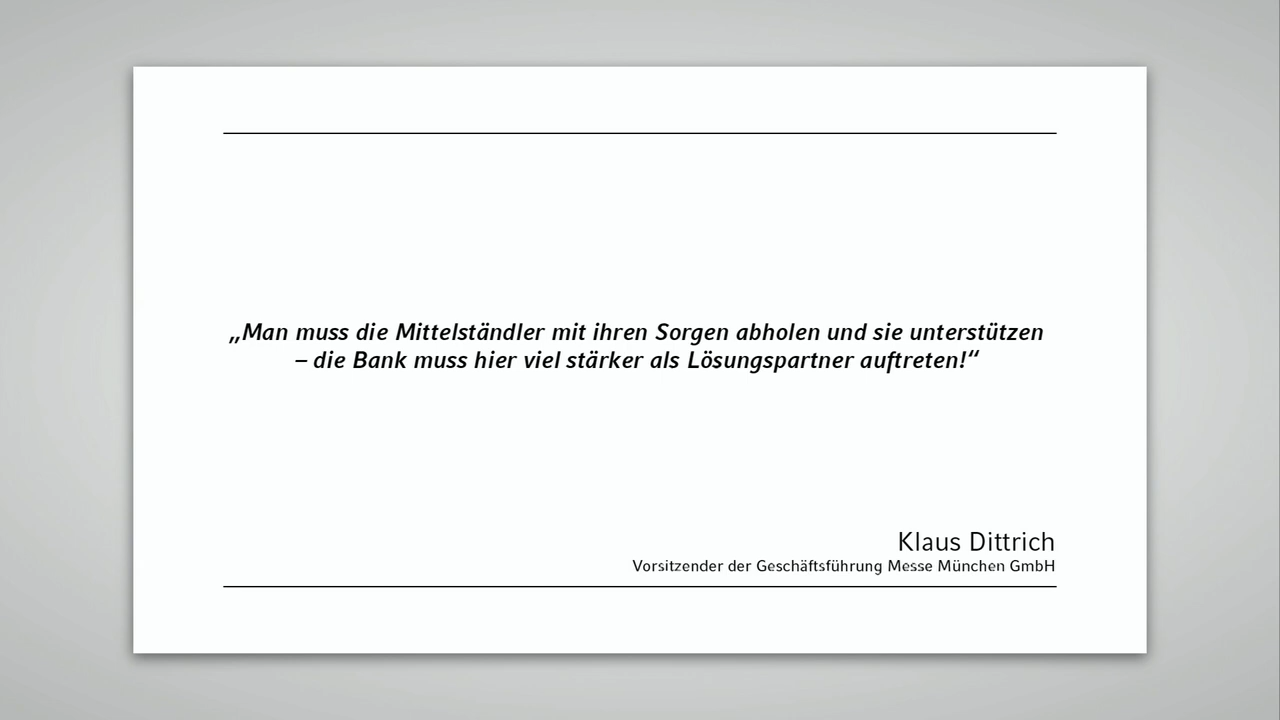 „Man muss die Mittelständler mit ihren Sorgen abholen und sie unterstützen
– die Bank muss hier viel stärker als Lösungspartner auftreten!“
Klaus Dittrich
Vorsitzender der Geschäftsführung Messe München GmbH